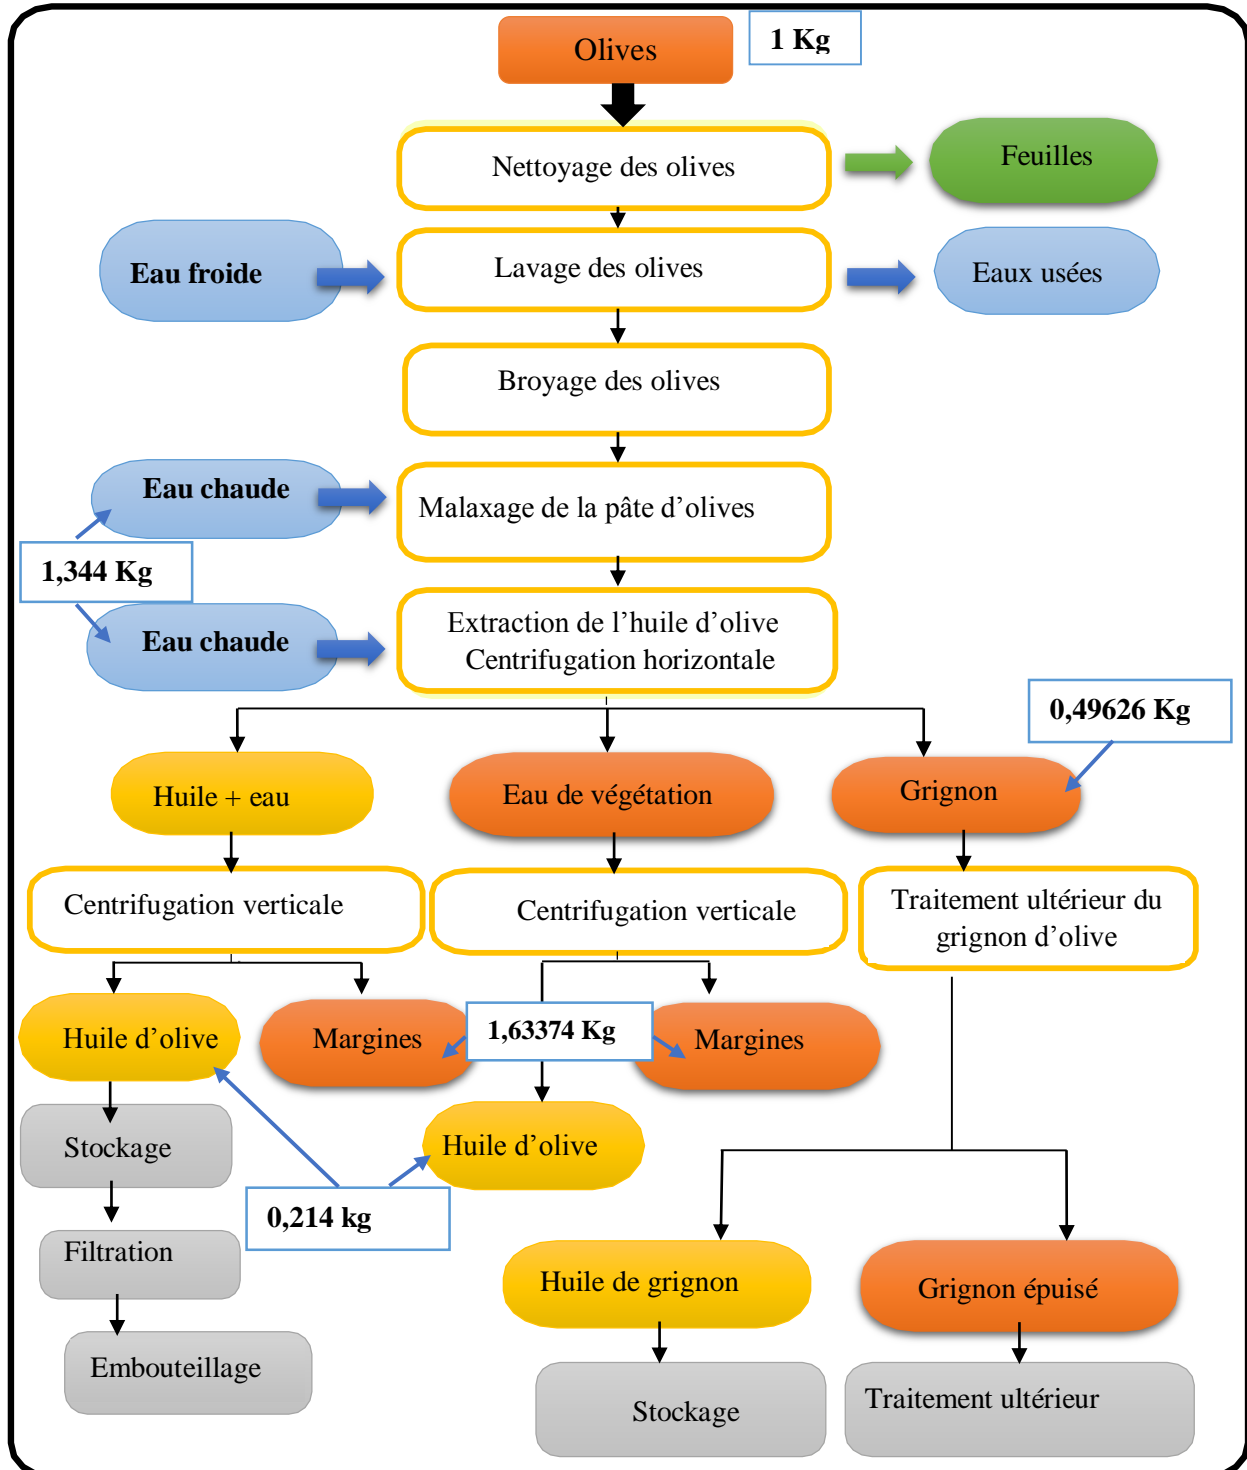 Olives
1 Kg
Nettoyage des olives
Feuilles
Eau froide
Lavage des olives
Eaux usées
Broyage des olives
Eau chaude
Malaxage de la pâte d’olives
1,344 Kg
Eau chaude
Extraction de l’huile d’olive
Centrifugation horizontale
0,49626 Kg
Huile + eau
Eau de végétation
Grignon
Centrifugation verticale
Centrifugation verticale
Traitement ultérieur du
grignon d’olive
Huile d’olive
Margines
1,63374 Kg
Margines
Stockage
Huile d’olive
0,214 kg
Filtration
Huile de grignon
Grignon épuisé
Embouteillage
Stockage
Traitement ultérieur